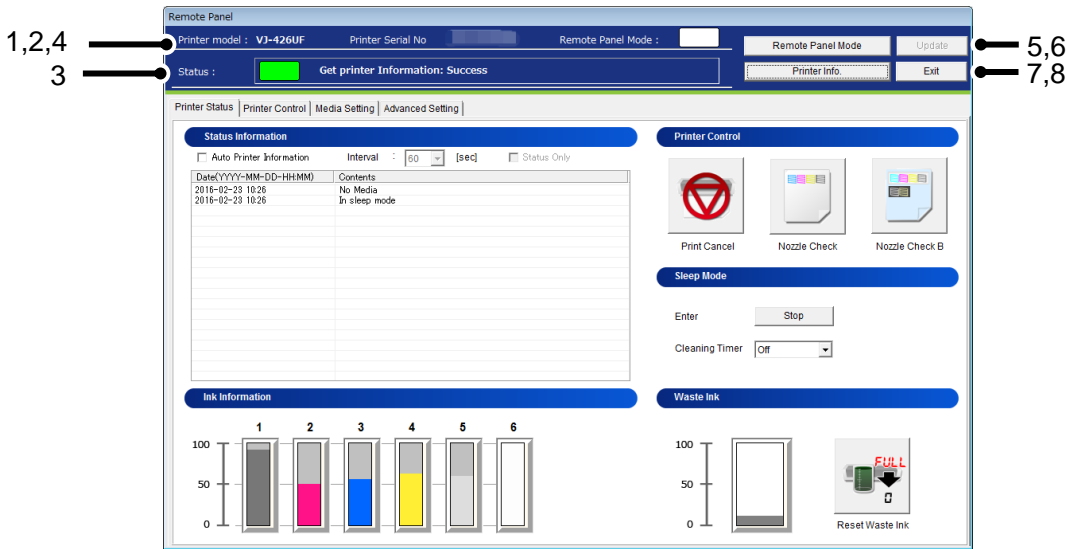 Remote Panel
1,2,4
Printer model : VJ-426UF Printer Serial No Remote Panel Mode :
Remote Panel Mode Update
5,6
3
Status : Get printer Information: Success
Printer Info. Exit
7,8
Printer Status Printer Control Media Setting Advanced Setting
Status Information
Auto Printer Information Interval : 60 [sec] Status Only
Date(YYYY-MM-DD-HH:MM) Contents
2016-02-23 10:26 No Media
2016-02-23 10:26 In sleep mode
Printer Control
Print Cancel Nozzle Check Nozzle Check B
Sleep Mode
Enter Stop
Cleaning Timer Off
Ink Information
1 2 3 4 5 6
100
50
0
Waste Ink
100
50
0
FULL
0
Reset Waste Ink